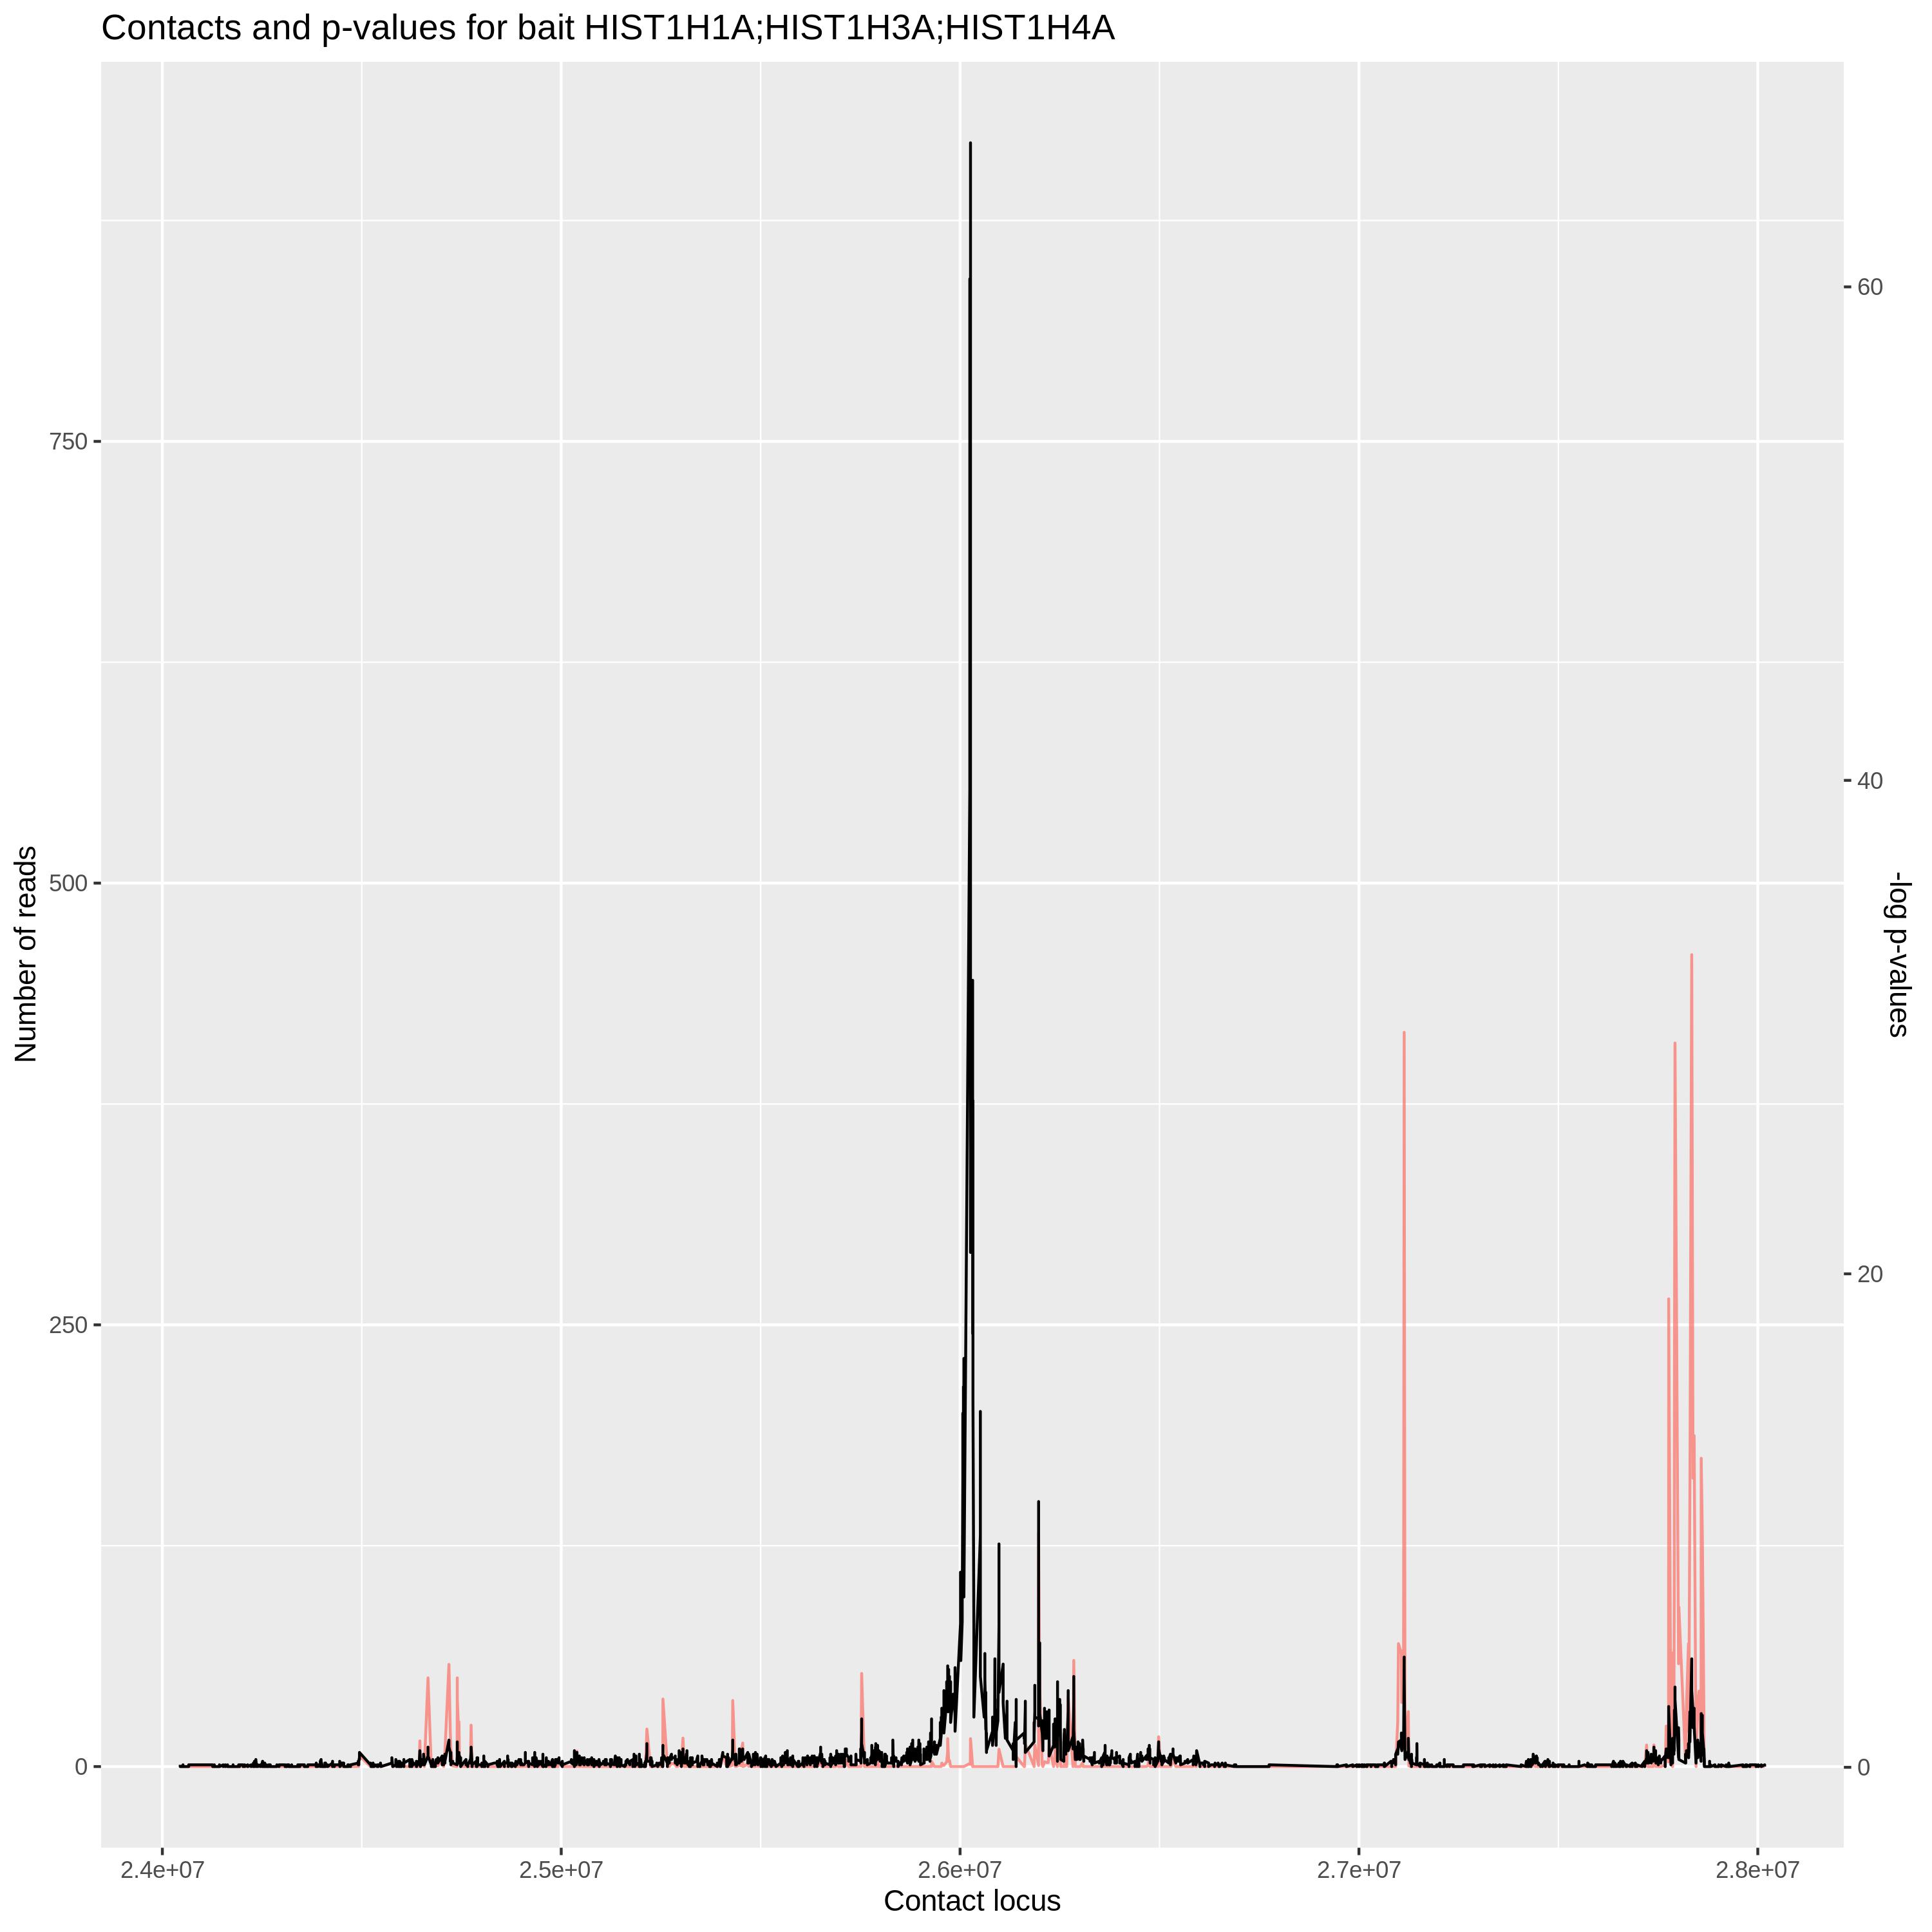 Contacts and p-values for bait HIST1H1A;HIST1H3A;HIST1H4A
Number of reads
750
500
250
0
60
40
20
0
-log p-values
2.4e+07 2.5e+07 2.6e+07 2.7e+07 2.8e+07
Contact locus